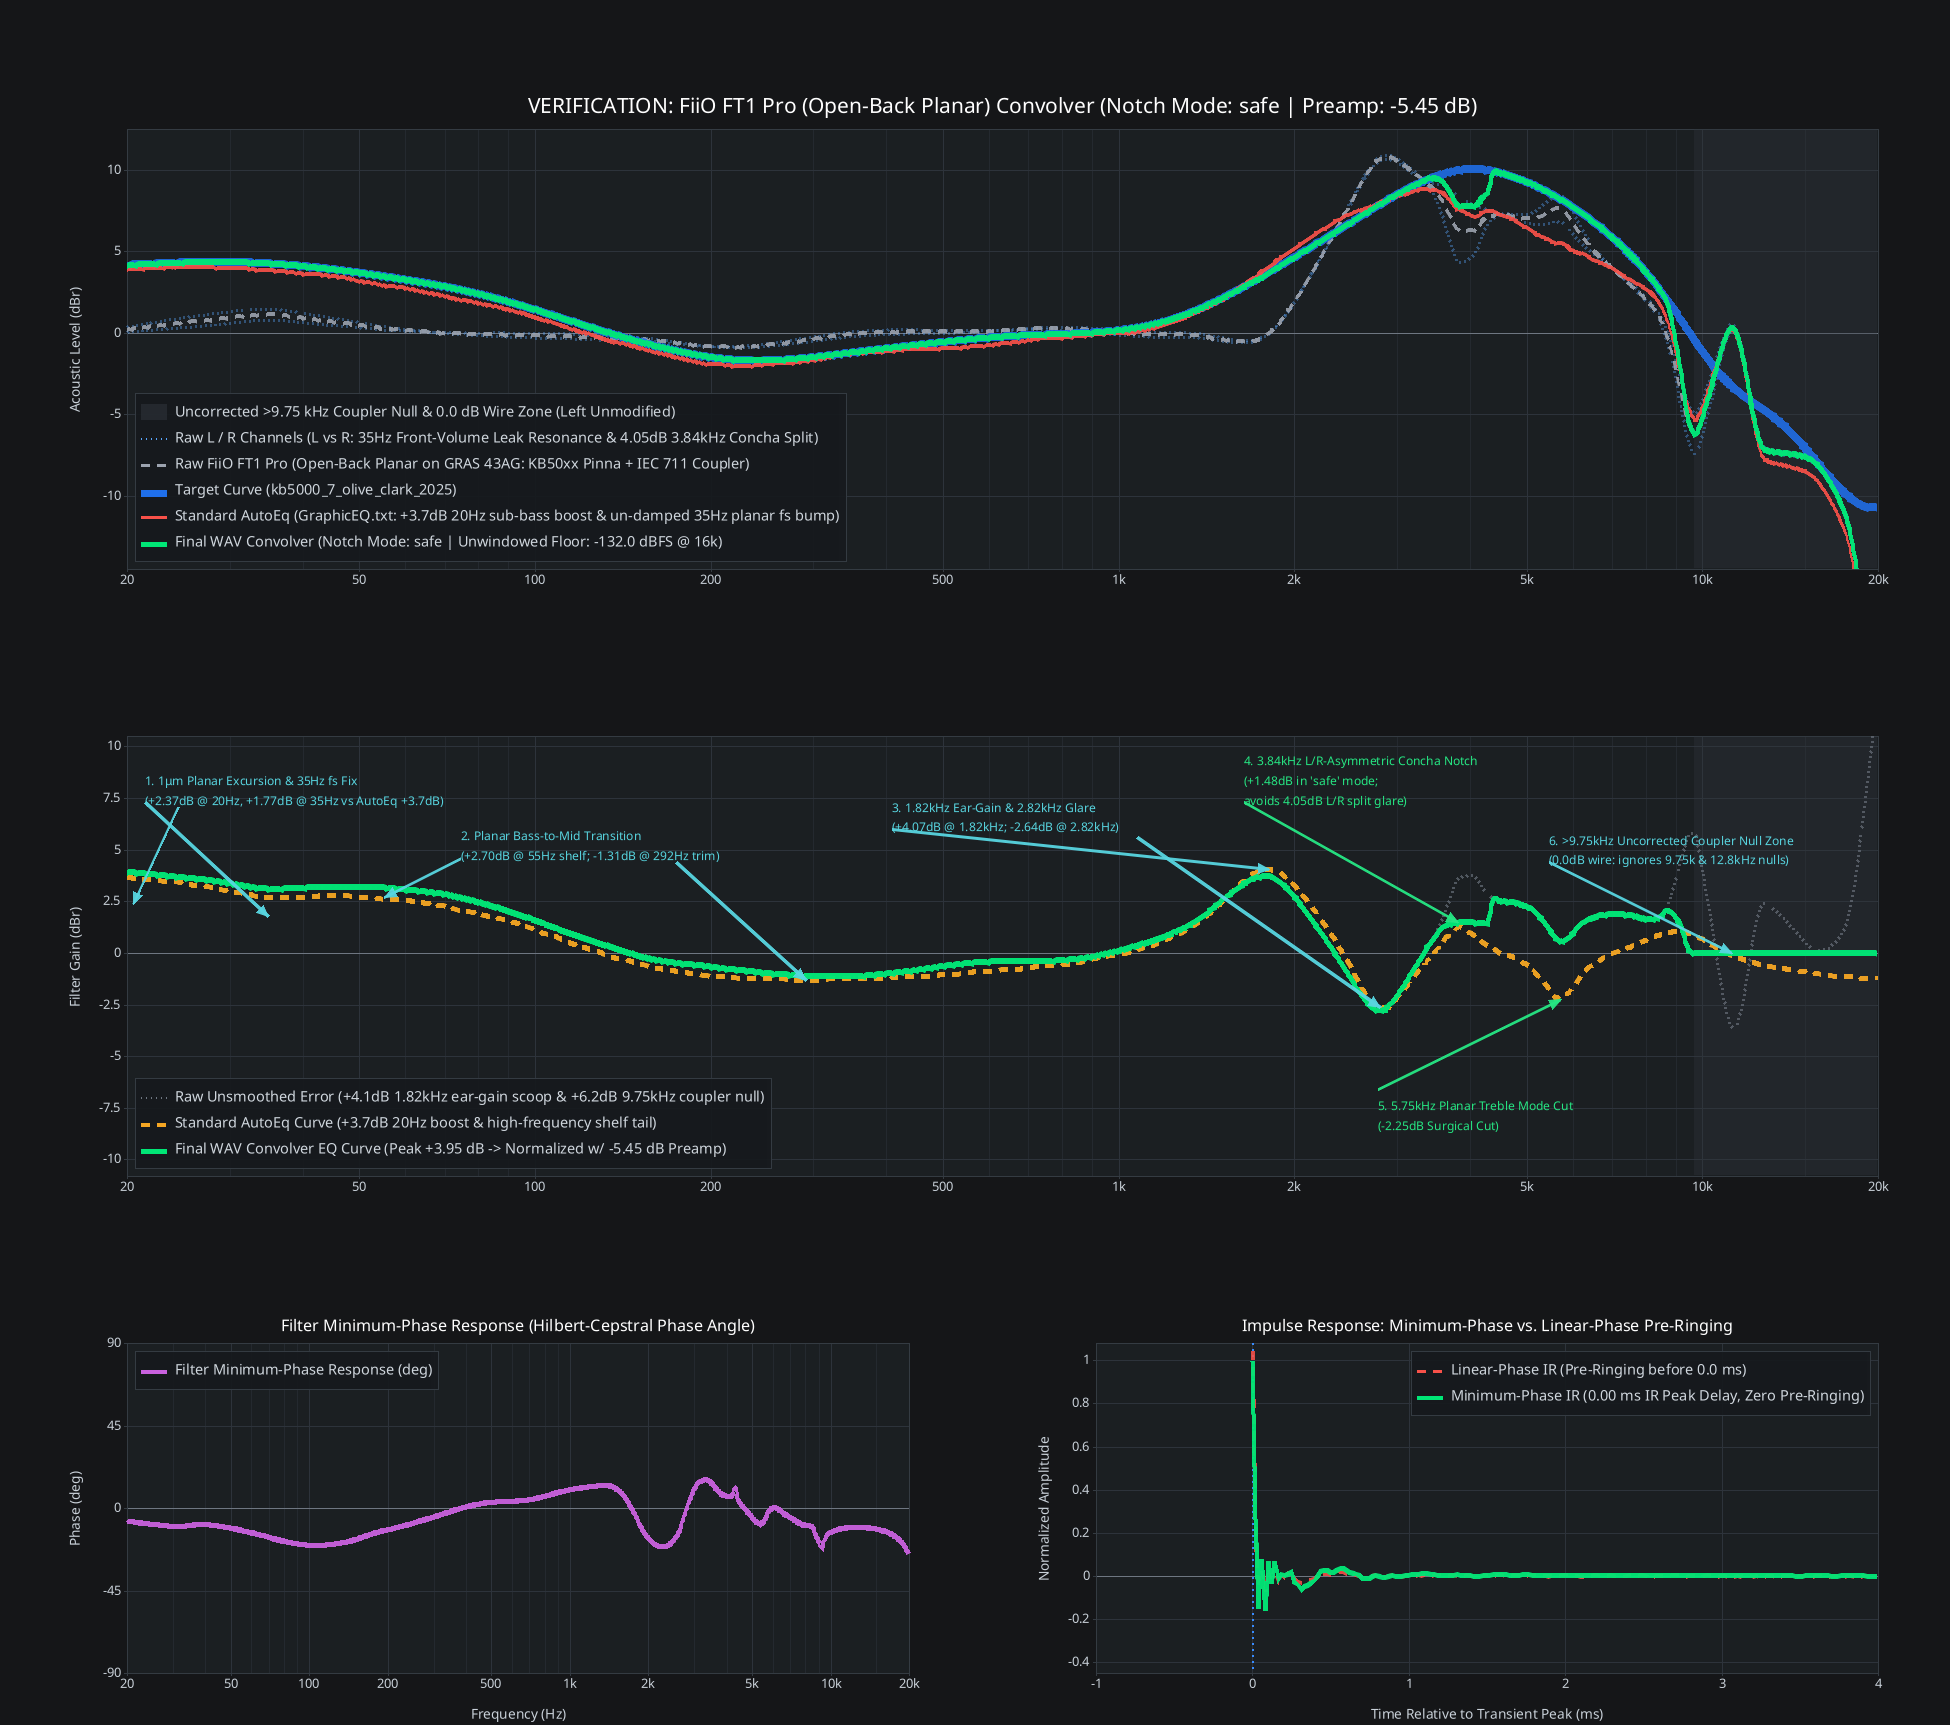 VERIFICATION: FiiO FT1 Pro (Open-Back Planar) Convolver (Notch Mode: safe | Preamp: -5.45 dB)
Acoustic Level (dBr)
10
5
0
-5
-10
Uncorrected >9.75 kHz Coupler Null & 0.0 dB Wire Zone (Left Unmodified)
Raw L / R Channels (L vs R: 35Hz Front-Volume Leak Resonance & 4.05dB 3.84kHz Concha Split)
Raw FiiO FT1 Pro (Open-Back Planar on GRAS 43AG: KB50xx Pinna + IEC 711 Coupler)
Target Curve (kb5000_7_olive_clark_2025)
Standard AutoEq (GraphicEQ.txt: +3.7dB 20Hz sub-bass boost & un-damped 35Hz planar fs bump)
Final WAV Convolver (Notch Mode: safe | Unwindowed Floor: -132.0 dBFS @ 16k)
20 50 100 200 500 1k 2k 5k 10k 20k
Filter Gain (dBr)
10
7.5
5
2.5
0
-2.5
-5
-7.5
-10
1. 1μm Planar Excursion & 35Hz fs Fix
(+2.37dB @ 20Hz, +1.77dB @ 35Hz vs AutoEq +3.7dB)
2. Planar Bass-to-Mid Transition
(+2.70dB @ 55Hz shelf; -1.31dB @ 292Hz trim)
3. 1.82kHz Ear-Gain & 2.82kHz Glare
(+4.07dB @ 1.82kHz; -2.64dB @ 2.82kHz)
4. 3.84kHz L/R-Asymmetric Concha Notch
(+1.48dB in 'safe' mode;
avoids 4.05dB L/R split glare)
6. >9.75kHz Uncorrected Coupler Null Zone
(0.0dB wire: ignores 9.75k & 12.8kHz nulls)
5. 5.75kHz Planar Treble Mode Cut
(-2.25dB Surgical Cut)
Raw Unsmoothed Error (+4.1dB 1.82kHz ear-gain scoop & +6.2dB 9.75kHz coupler null)
Standard AutoEq Curve (+3.7dB 20Hz boost & high-frequency shelf tail)
Final WAV Convolver EQ Curve (Peak +3.95 dB -> Normalized w/ -5.45 dB Preamp)
20 50 100 200 500 1k 2k 5k 10k 20k
Filter Minimum-Phase Response (Hilbert-Cepstral Phase Angle)
Phase (deg)
90
45
0
-45
-90
Filter Minimum-Phase Response (deg)
20 50 100 200 500 1k 2k 5k 10k 20k
Frequency (Hz)
Impulse Response: Minimum-Phase vs. Linear-Phase Pre-Ringing
Normalized Amplitude
1
0.8
0.6
0.4
0.2
0
-0.2
-0.4
Linear-Phase IR (Pre-Ringing before 0.0 ms)
Minimum-Phase IR (0.00 ms IR Peak Delay, Zero Pre-Ringing)
-1 0 1 2 3 4
Time Relative to Transient Peak (ms)